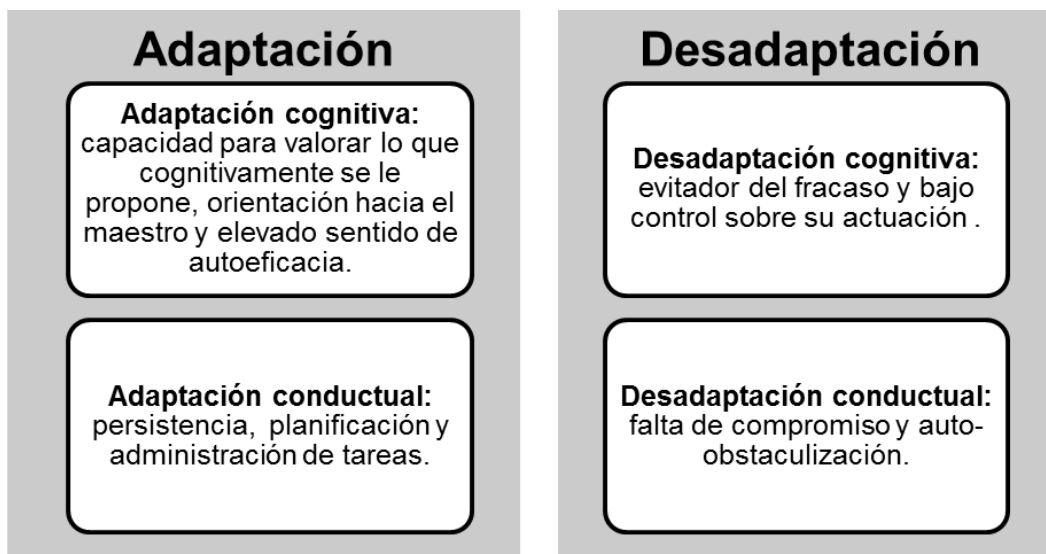 Adaptación
Adaptación cognitiva:
capacidad para valorar lo que
cognitivamente se le
propone, orientación hacia el
maestro y elevado sentido de
autoeficacia.
Adaptación conductual:
persistencia, planificación y
administración de tareas.
Desadaptación
Desadaptación cognitiva:
evitador del fracaso y bajo
control sobre su actuación .
Desadaptación conductual:
falta de compromiso y auto-
obstaculización.